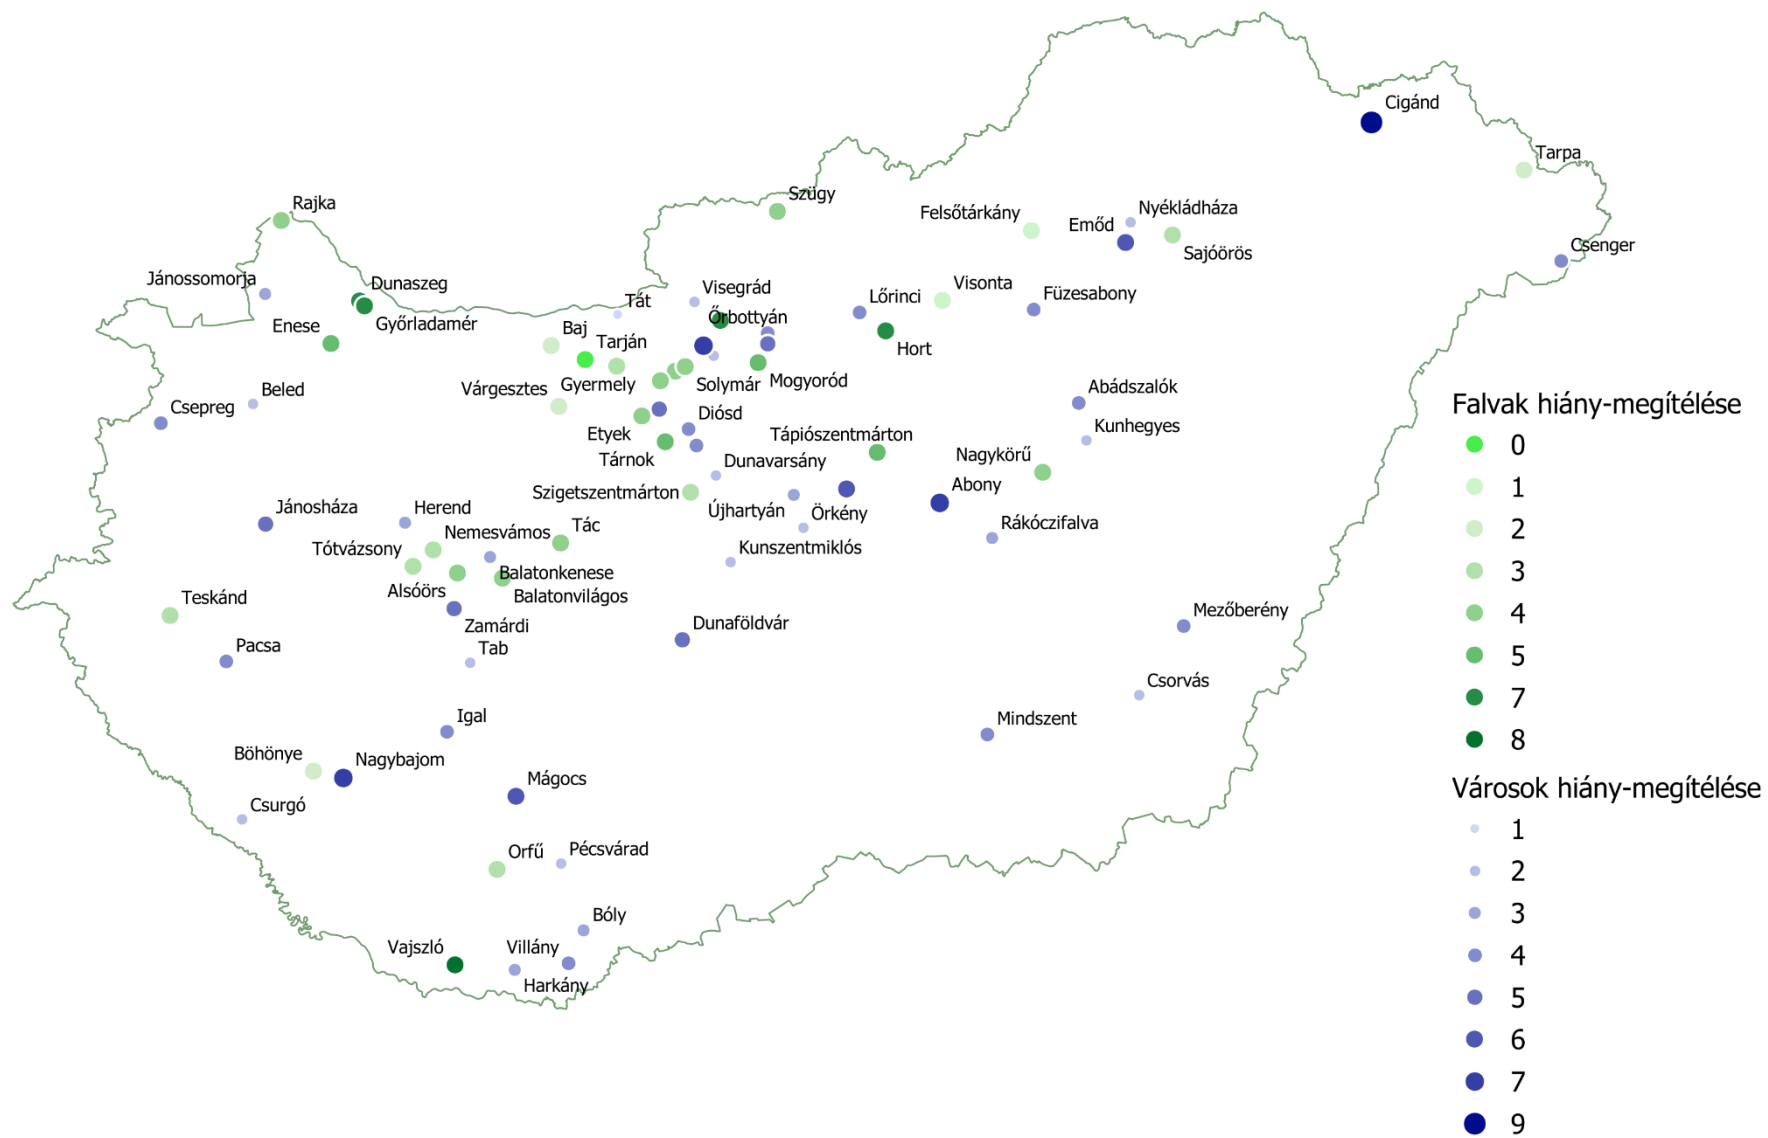 Cigánd
Tarpa
Szügy
Rajka
Felsőtárkány
Nyékládháza
Emőd
Sajóörös
Csenger
Jánossomorja
Dunaszeg
Visegrád
Tát
Lőrinci
Visonta
Füzesabony
Győrladamér
Enese
Őrbottyán
Baj
Tarján
Hort
Várgesztes
Gyermely
Solymár
Mogyoród
Abádszalók
Beled
Csepreg
Diósd
Kunhegyes
Etyek
Tápiószentmárton
Tárnok
Dunavarsány
Nagykörű
Abony
Szigetszentmárton
Újhartyán
Örkény
Jánosháza
Herend
Rákóczifalva
Nemesvámos
Tác
Tótvázsony
Kunszentmiklós
Balatonkenese
Alsóörs
Balatonvilágos
Teskánd
Zamárdi
Dunaföldvár
Mezőberény
Pacsa
Tab
Csorvás
Igal
Mindszent
Böhönye
Nagybajom
Mágocs
Csurgó
Orfű
Pécsvárad
Bóly
Vajszló
Villány
Harkány
Falvak hiány-megítélése
0
1
2
3
4
5
7
8
Városok hiány-megítélése
1
2
3
4
5
6
7
9